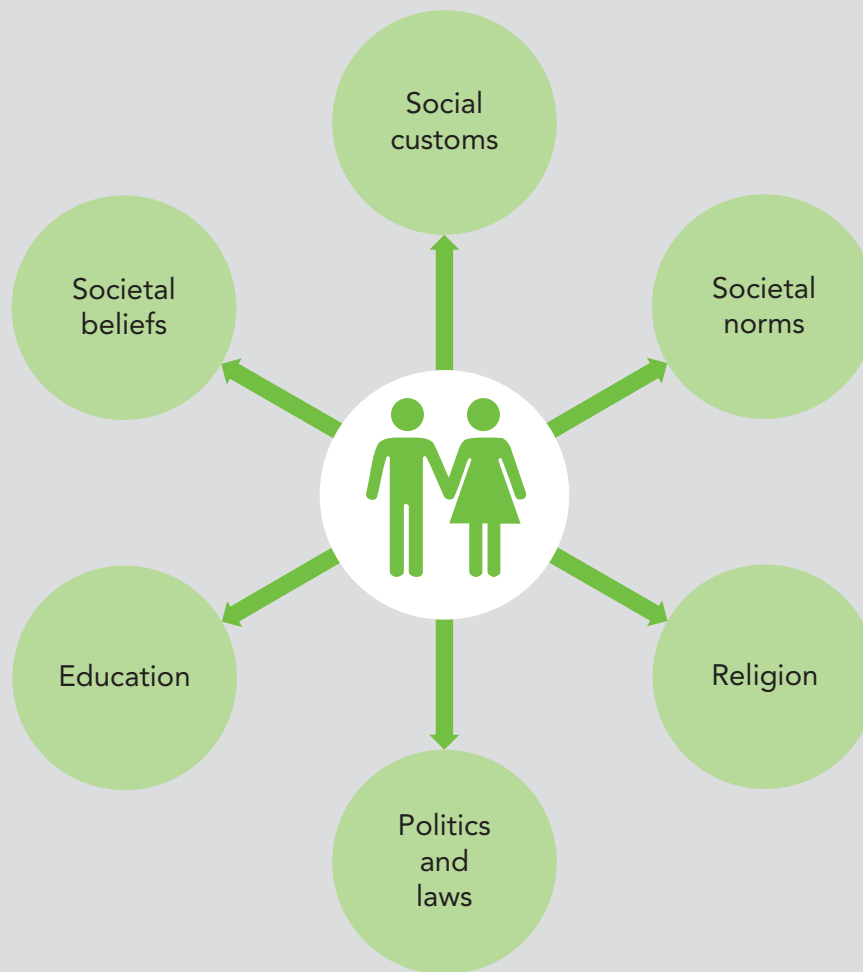 Social
customs
Societal
beliefs
Societal
norms
Education
Religion
Politics
and
laws